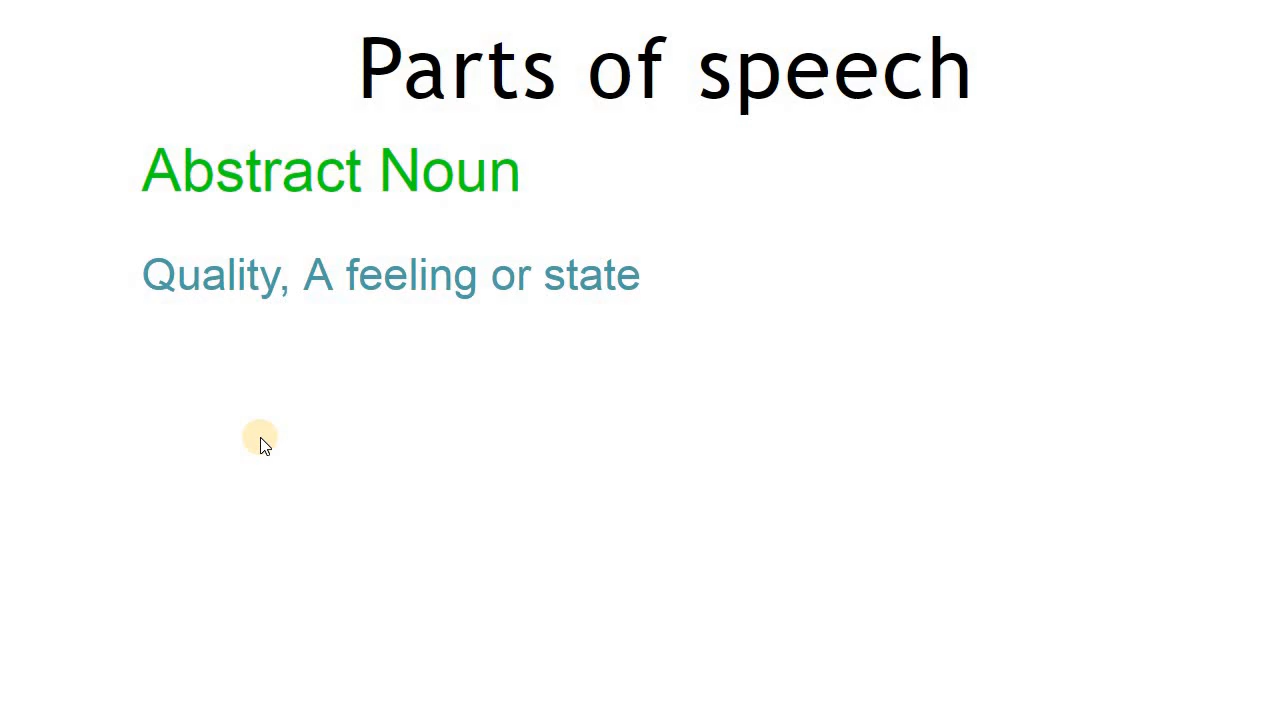 Parts of speech
Abstract Noun
Quality, A feeling or state